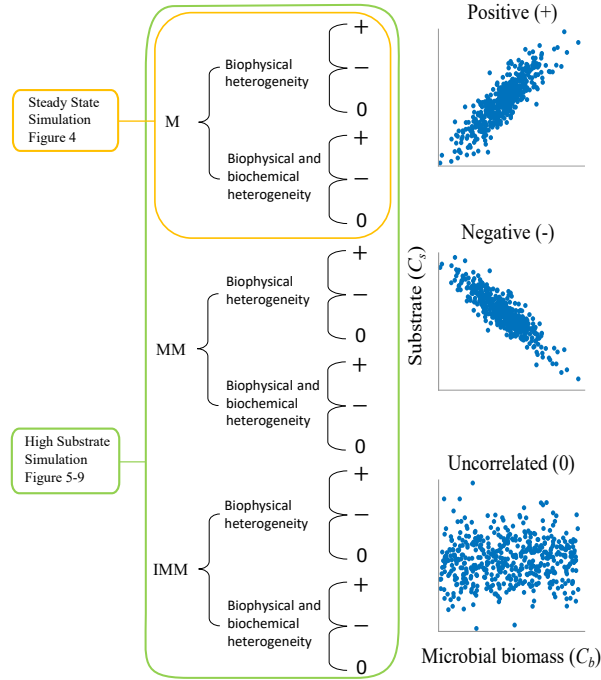 Steady State
Simulation
Figure 4
High Substrate
Simulation
Figure 5-9
M
Biophysical
heterogeneity
+
−
0
Biophysical and
biochemical
heterogeneity
+
−
0
MM
Biophysical
heterogeneity
+
−
0
Biophysical and
biochemical heterogeneity
+
−
0
IMM
Biophysical
heterogeneity
+
−
0
Biophysical and
biochemical
heterogeneity
+
−
0
Positive (+)
Negative (-)
Substrate (Cs)
Uncorrelated (0)
Microbial biomass (Cb)